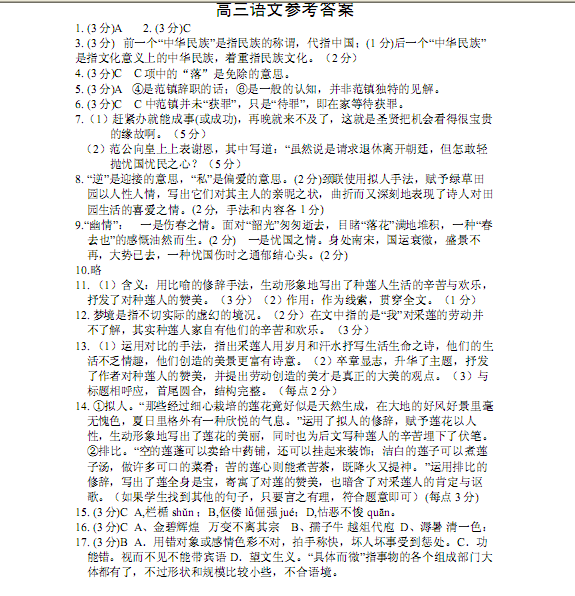 高三语文参考答案
1. (3分)A 2. (3分)C
3. (3分) 前一个“中华民族”是指民族的称谓，代指中国；(1分)后一个“中华民族”
是指文化意义上的中华民族，着重指民族文化。（2分）
4. (3分)C C项中的“落”是免除的意思。
5. (3分)A ④是范镇辞职的话；⑥是一般的认知，并非范镇独特的见解。
6. (3分)C C中范镇并未“获罪”，只是“待罪”，即在家等待获罪。
7.（1）赶紧办就能成事(或成功)，再晚就来不及了，这就是圣贤把机会看得很宝贵
的缘故啊。（5分）
（2）范公向皇上上表谢恩，其中写道：“虽然说是请求退休离开朝廷，但怎敢轻
抛忧国忧民之心？（5分）
8. “逆”是迎接的意思，“私”是偏爱的意思。(2分)颈联使用拟人手法，赋予绿草田
园以人性人情，写出它们对其主人的亲昵之状，曲折而又深刻地表现了诗人对田
园生活的喜爱之情。(2分，手法和内容各1分)
9.“幽情”： 一是伤春之情。面对“韶光”匆匆逝去，目睹“落花”满地堆积，一种“春
去也”的感慨油然而生。(2分) 一是忧国之情。身处南宋，国运衰微，盛景不
再，大势已去，一种忧国伤时之通郁结心头。(2分)
10.略
11.（1）含义：用比喻的修辞手法，生动形象地写出了种莲人生活的辛苦与欢乐，
抒发了对种莲人的赞美。（3分）（2）作用：作为线索，贯穿全文。（1分）
12. 梦境是指不切实际的虚幻的境况。（2分）在文中指的是“我”对采莲的劳动并
不了解，其实种莲人家自有他们的辛苦和欢乐。（3分）
13.（1）运用对比的手法，指出采莲人用岁月和汗水抒写生活生命之诗，他们的生
活不乏情趣，他们创造的美景更富有诗意。（2）卒章显志，升华了主题，抒发
了作者对种莲人的赞美，并提出劳动创造的美才是真正的大美的观点。（3）与
标题相呼应，首尾圆合，结构完整。（每点2分）
14. ①拟人。“那些经过细心栽培的莲花竟好似是天然生成，在大地的好风好景里毫
无愧色，夏日里格外有一种欣悦的气息。”运用了拟人的修辞，赋予莲花以人
性，生动形象地写出了莲花的美丽，同时也为后文写种莲人的辛苦埋下了伏笔。
②排比。“空的莲蓬可以卖给中药铺，还可以挂起来装饰；洁白的莲子可以煮莲
子汤，做许多可口的菜肴；苦的莲心则能煮苦茶，既降火又提神。”运用排比的
修辞，写出了莲全身是宝，寄寓了对莲的赞美，也暗含了对采莲人的肯定与讴
歌。（如果学生找到其他的句子，只要言之有理，符合题意即可）(每点3分)
15. (3分)C A,栏楯 shǔn ；B,伛偻 lǚ倔强 jué；D,怙恶不悛 quān。
16. (3分)C A、金碧辉煌 万变不离其宗 B、孺子牛 越俎代庖 D、溽暑 清一色；
17. (3分)B A．用错对象或感情色彩不对，拍手称快，坏人坏事受到惩处。C．功
能错。视而不见不能带宾语 D．望文生义。“具体而微”指事物的各个组成部门大
体都有了，不过形状和规模比较小些，不合语境。